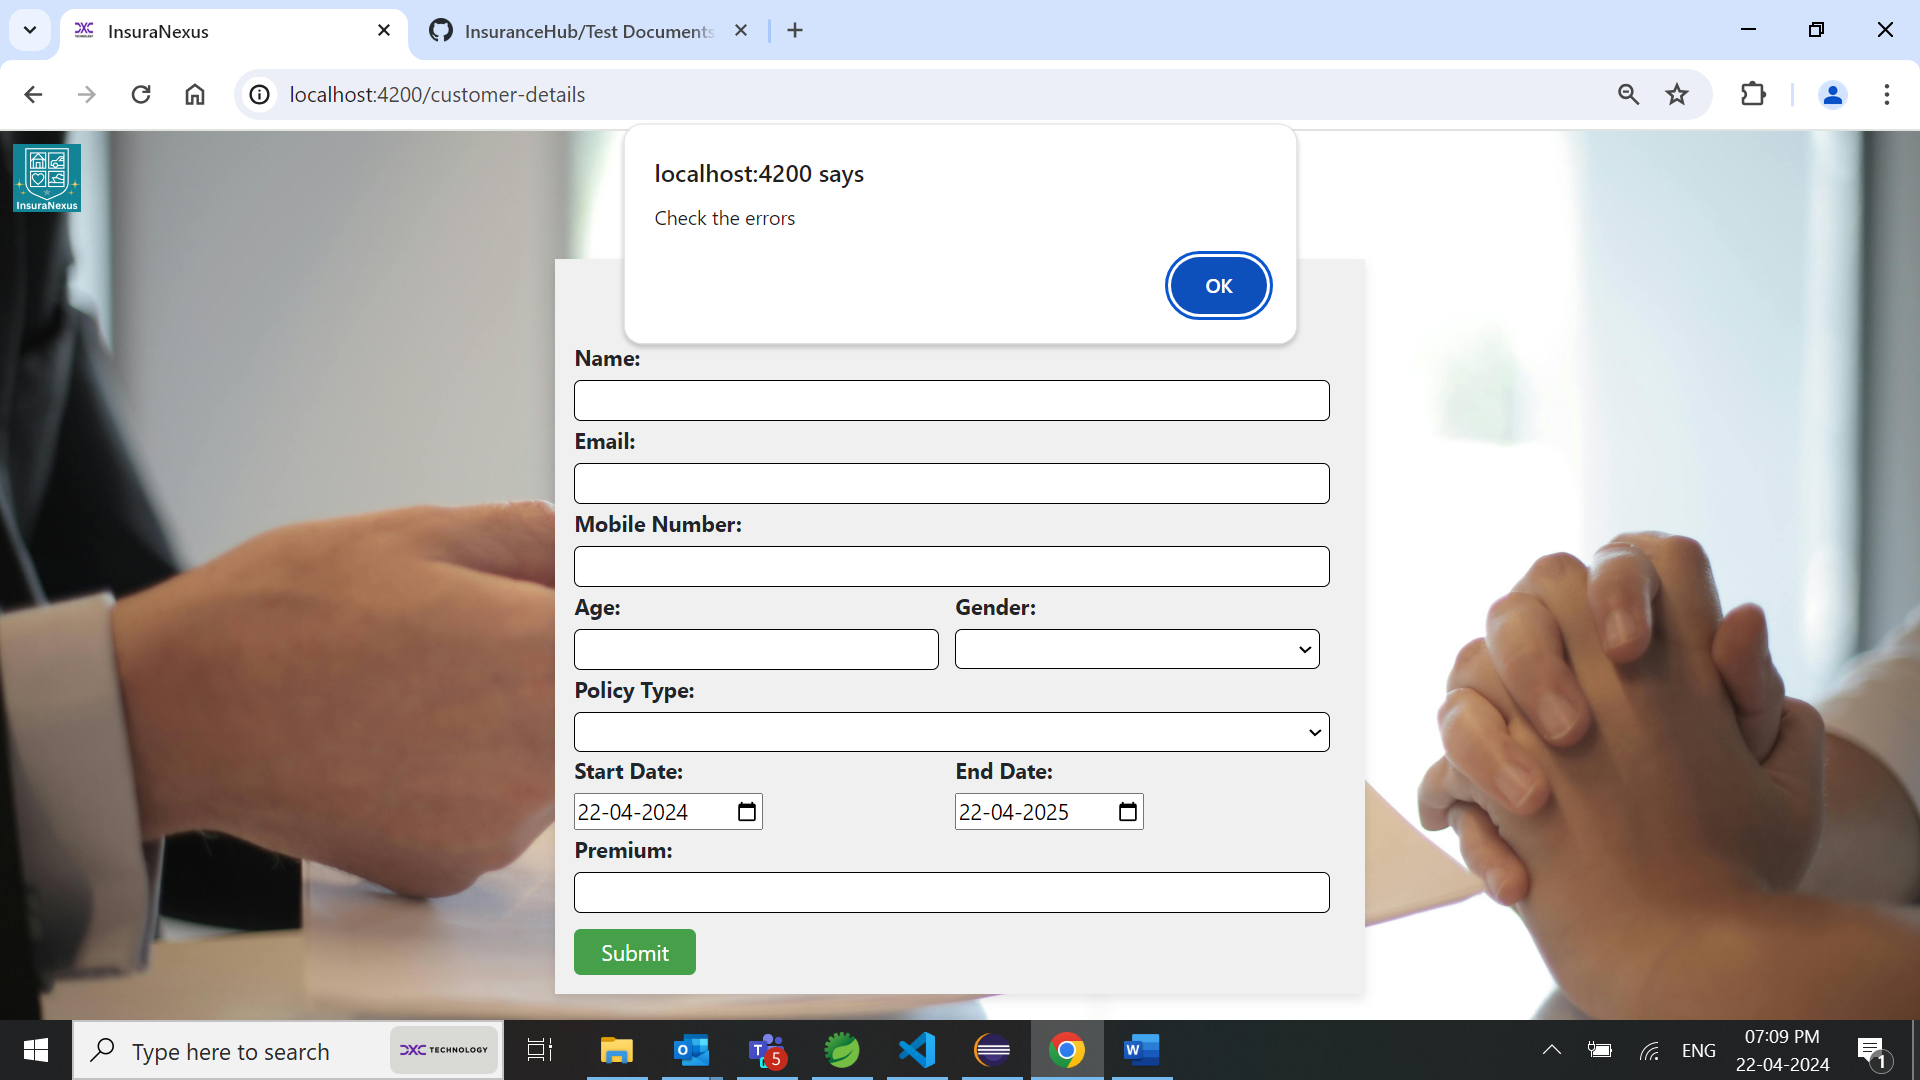 InsuraNexus
InsuranceHub/Test Documents
localhost:4200/customer-details
InsuraNexus
localhost:4200 says
Check the errors
OK
Name:
Email:
Mobile Number:
Age:
Gender:
Policy Type:
Start Date:
End Date:
22-04-2024
22-04-2025
Premium:
Submit
Type here to search
DXC TECHNOLOGY
5
ENG
07:09 PM
22-04-2024
1